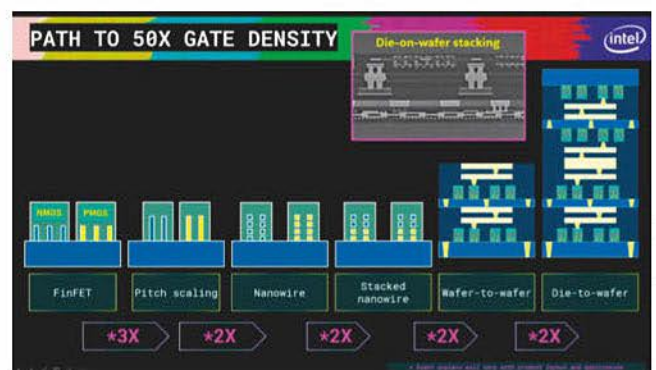 PATH TO 50X GATE DENSITY
Die-on-wafer stacking
intel
NMOS PMOS
FinFET
Pitch scaling
Nanowire
Stacked
nanowire
Wafer-to-wafer
Die-to-wafer
*3X
*2X
*2X
*2X
*2X